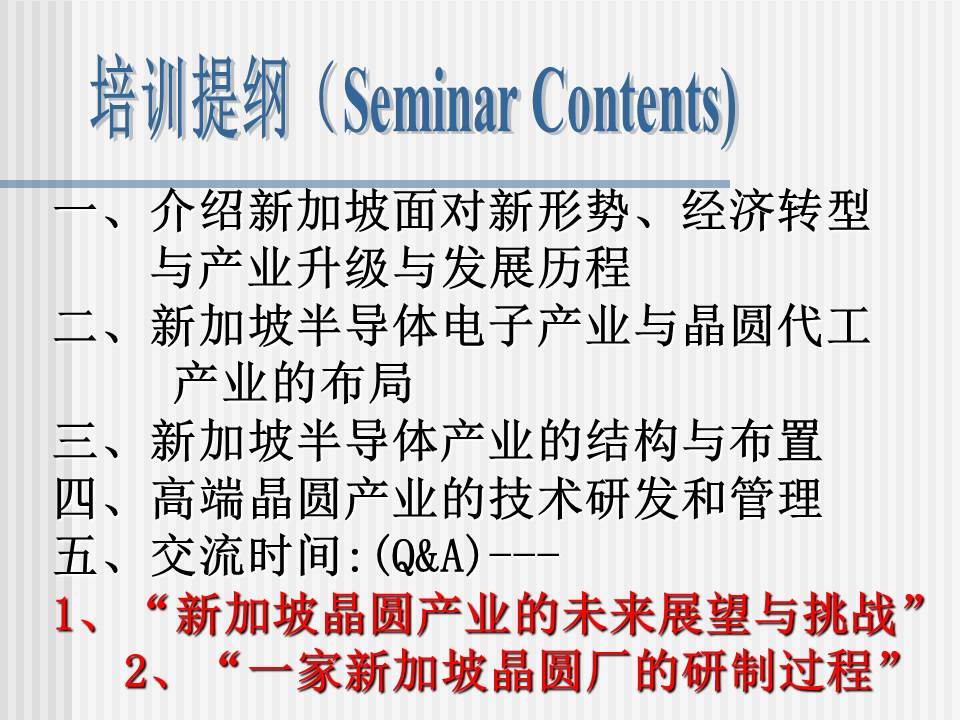 培训提纲（Seminar Contents)
一、介绍新加坡面对新形势、经济转型
与产业升级与发展历程
二、新加坡半导体电子产业与晶圆代工
产业的布局
三、新加坡半导体产业的结构与布置
四、高端晶圆产业的技术研发和管理
五、交流时间:(Q&A)---
1、“新加坡晶圆产业的未来展望与挑战”
2、“一家新加坡晶圆厂的研制过程”